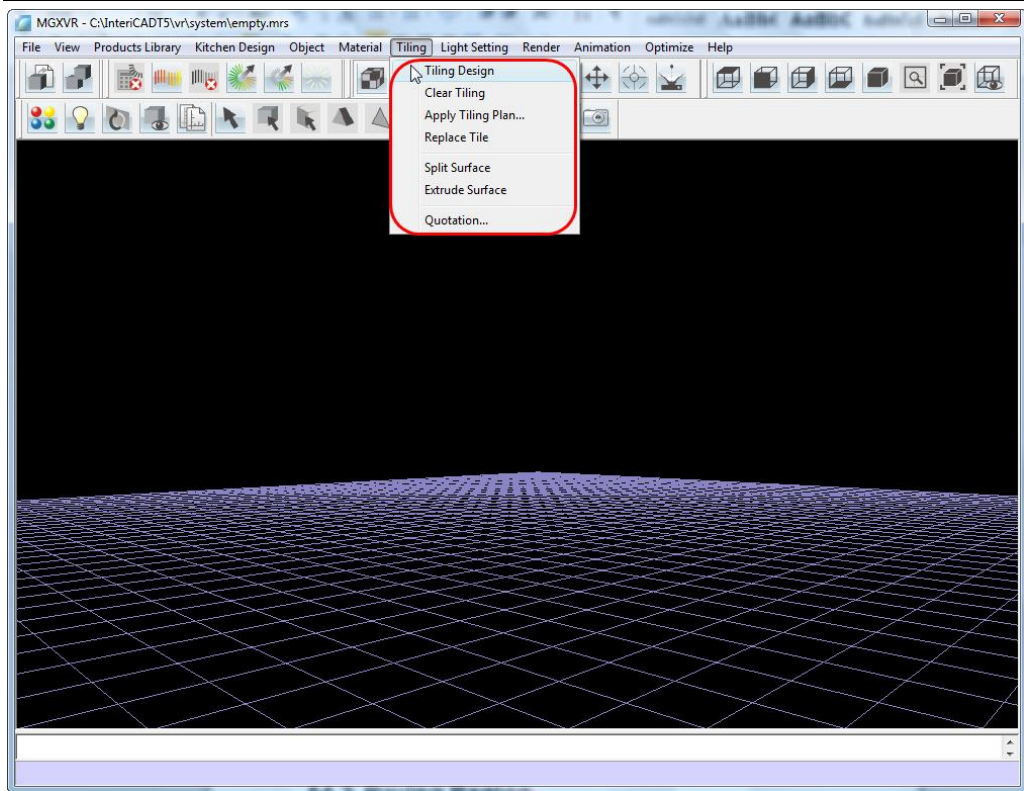 MGXVR - C:\InteriCADT5\vr\system\empty.mrs
File View Products Library Kitchen Design Object Material Tiling Light Setting Render Animation Optimize Help
Tiling Design
Clear Tiling
Apply Tiling Plan...
Replace Tile
Split Surface
Extrude Surface
Quotation...